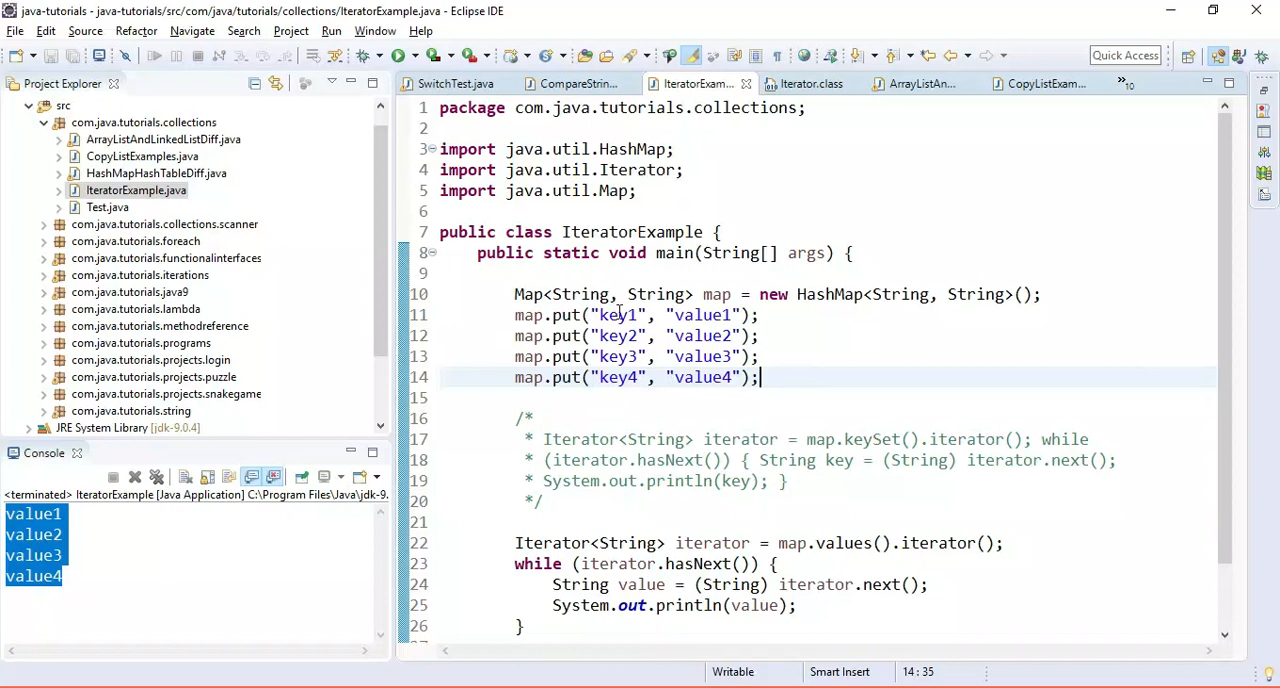 java-tutorials - java-tutorials/src/com/java/tutorials/collections/IteratorExample.java - Eclipse IDE
File Edit Source Refactor Navigate Search Project Run Window Help
Quick Access
Project Explorer
src
com.java.tutorials.collections
ArrayListAndLinkedListDiff.java
CopyListExamples.java
HashMapHashTableDiff.java
IteratorExample.java
Test.java
com.java.tutorials.collections.scanner
com.java.tutorials.foreach
com.java.tutorials.functionalinterfaces
com.java.tutorials.iterations
com.java.tutorials.java9
com.java.tutorials.lambda
com.java.tutorials.methodreference
com.java.tutorials.programs
com.java.tutorials.projects.login
com.java.tutorials.projects.puzzle
com.java.tutorials.projects.snakegame
com.java.tutorials.string
JRE System Library [jdk-9.0.4]
Console
<terminated> IteratorExample [Java Application] C:\Program Files\Java\jdk-9.
value1
value2
value3
value4
SwitchTest.java CompareStrin... IteratorExam... Iterator.class ArrayListAn... CopyListExam... »10
1 package com.java.tutorials.collections;
2
3 import java.util.HashMap;
4 import java.util.Iterator;
5 import java.util.Map;
6
7 public class IteratorExample {
8 public static void main(String[] args) {
9
10 Map<String, String> map = new HashMap<String, String>();
11 map.put("key1", "value1");
12 map.put("key2", "value2");
13 map.put("key3", "value3");
14 map.put("key4", "value4");
15
16 /*
17 * Iterator<String> iterator = map.keySet().iterator(); while
18 * (iterator.hasNext()) { String key = (String) iterator.next();
19 * System.out.println(key); }
20 */
21
22 Iterator<String> iterator = map.values().iterator();
23 while (iterator.hasNext()) {
24 String value = (String) iterator.next();
25 System.out.println(value);
26 }
Writable Smart Insert 14 : 35